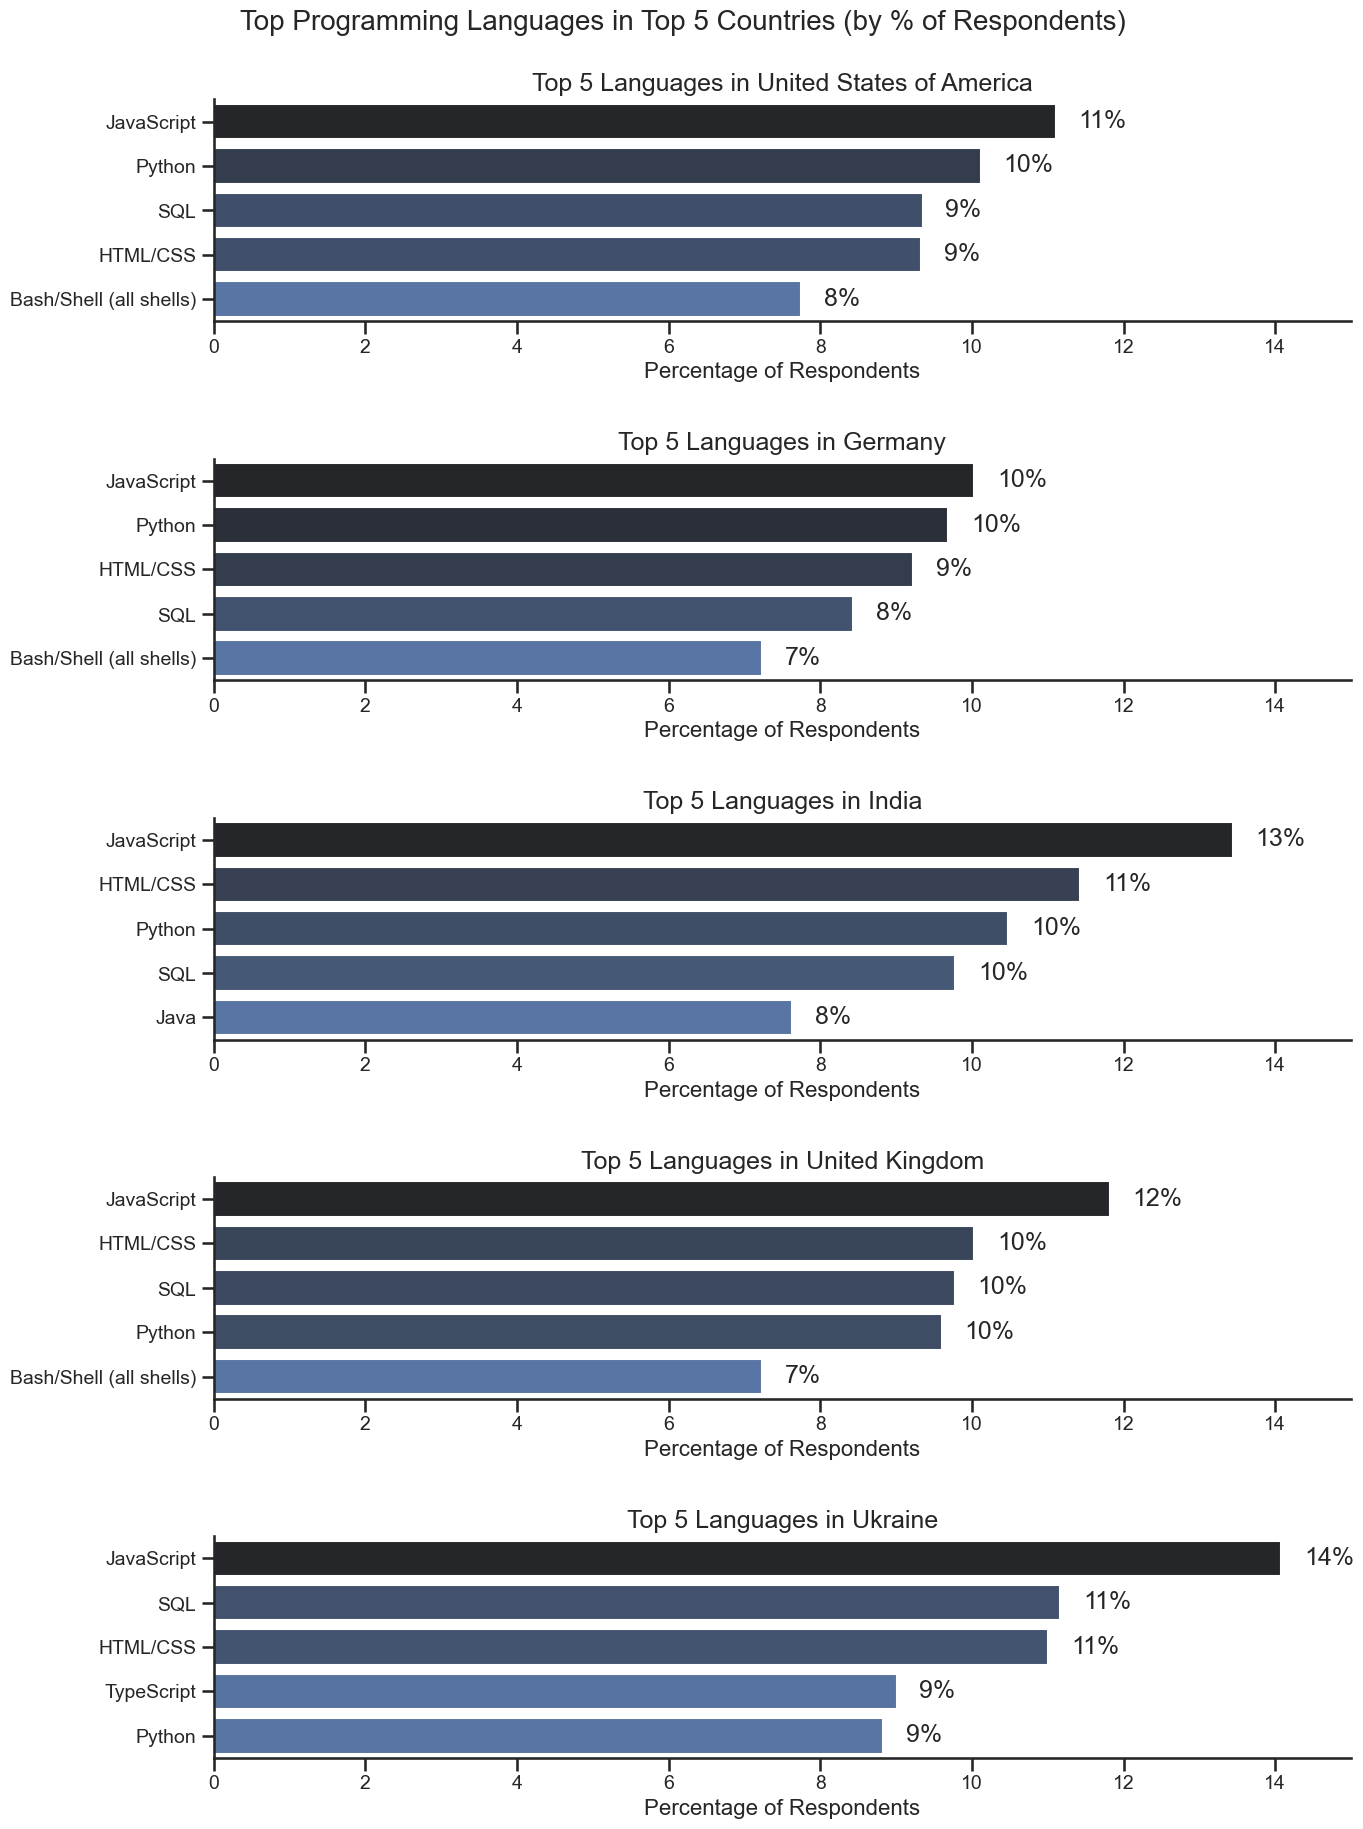 Top Programming Languages in Top 5 Countries (by % of Respondents)
Top 5 Languages in United States of America
JavaScript 11%
Python 10%
SQL 9%
HTML/CSS 9%
Bash/Shell (all shells) 8%
0 2 4 6 8 10 12 14
Percentage of Respondents
Top 5 Languages in Germany
JavaScript 10%
Python 10%
HTML/CSS 9%
SQL 8%
Bash/Shell (all shells) 7%
0 2 4 6 8 10 12 14
Percentage of Respondents
Top 5 Languages in India
JavaScript 13%
HTML/CSS 11%
Python 10%
SQL 10%
Java 8%
0 2 4 6 8 10 12 14
Percentage of Respondents
Top 5 Languages in United Kingdom
JavaScript 12%
HTML/CSS 10%
SQL 10%
Python 10%
Bash/Shell (all shells) 7%
0 2 4 6 8 10 12 14
Percentage of Respondents
Top 5 Languages in Ukraine
JavaScript 14%
SQL 11%
HTML/CSS 11%
TypeScript 9%
Python 9%
0 2 4 6 8 10 12 14
Percentage of Respondents